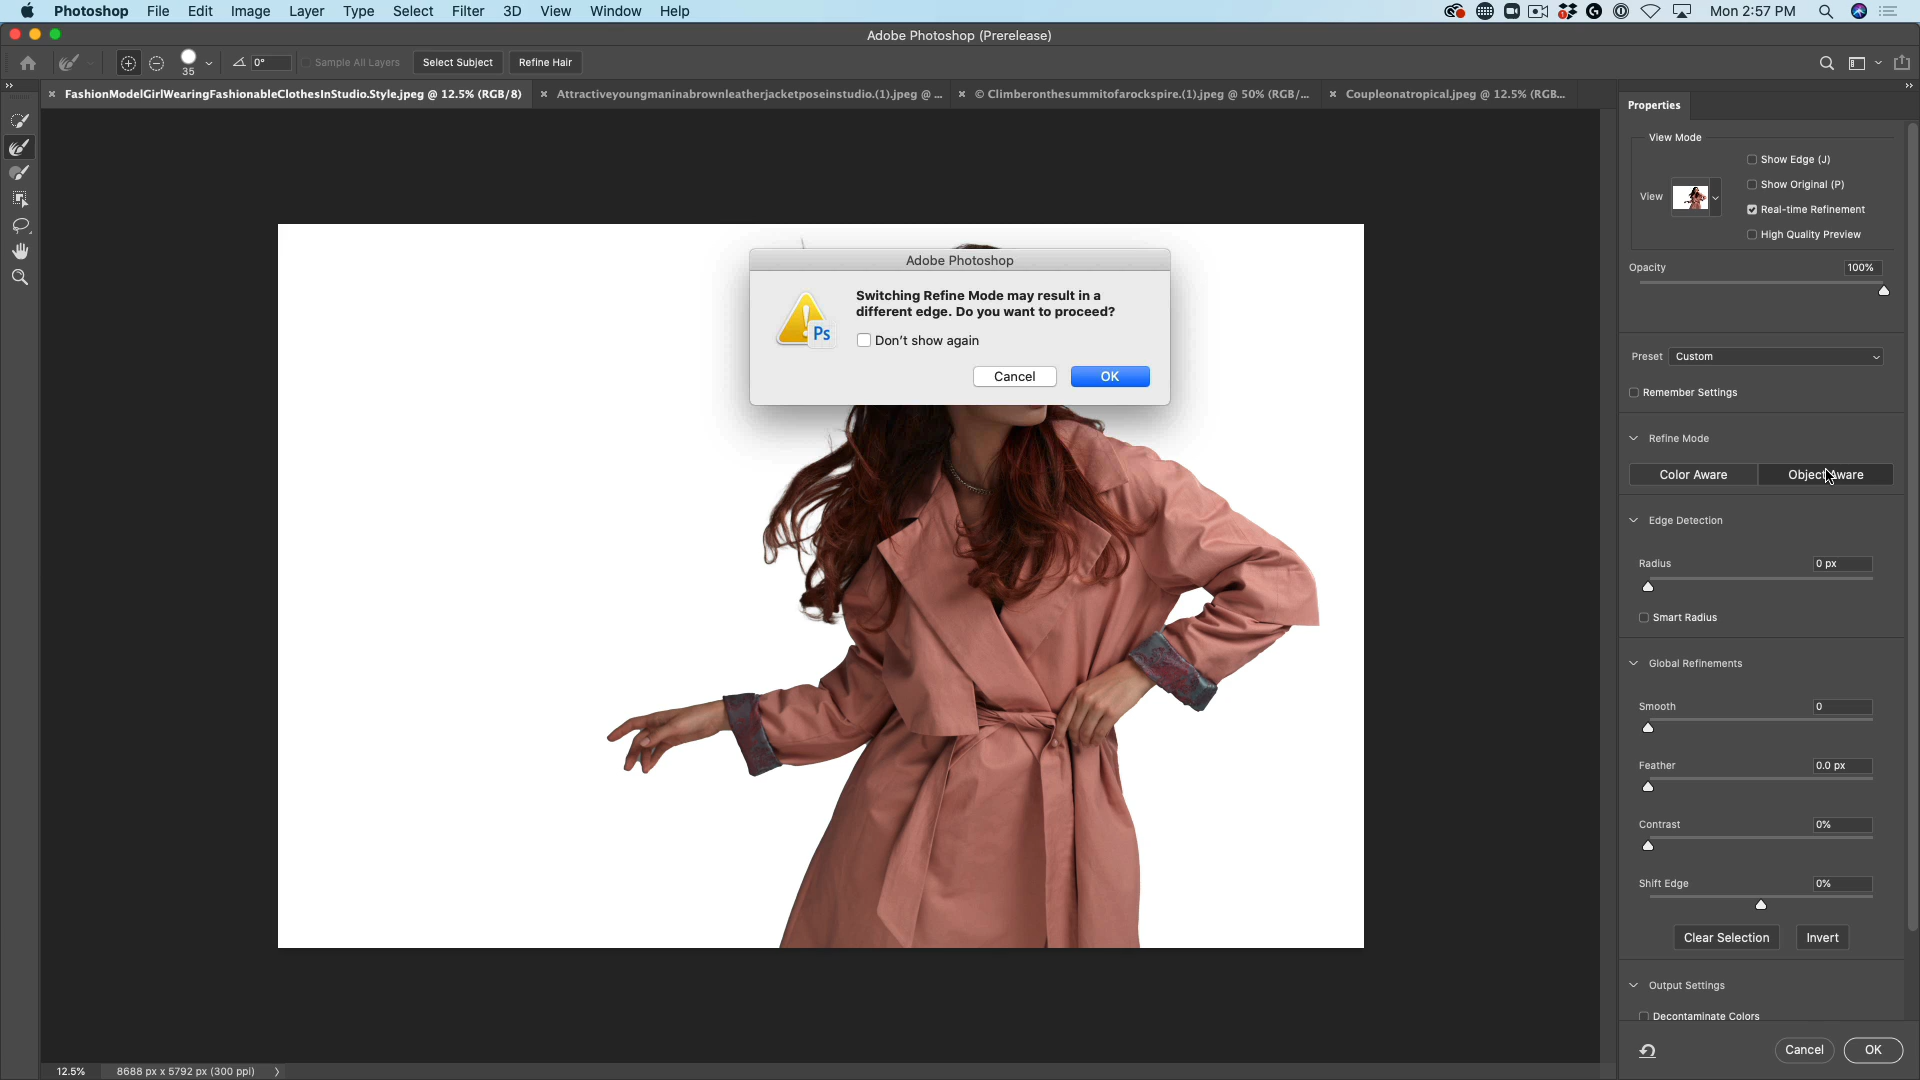 Photoshop File Edit Image Layer Type Select Filter 3D View Window Help Mon 2:57 PM
Adobe Photoshop (Prerelease)
35 0° Sample All Layers Select Subject Refine Hair
FashionModelGirlWearingFashionableClothesInStudio.Style.jpeg @ 12.5% (RGB/8) Attractiveyoungmaninabrownleatherjacketposeinstudio.(1).jpeg @ ... © Climberonthesummitofarockspire.(1).jpeg @ 50% (RGB/... Coupleonatropical.jpeg @ 12.5% (RGB...
Properties
View Mode
Show Edge (J)
Show Original (P)
View
Real-time Refinement
High Quality Preview
Opacity 100%
Adobe Photoshop
Switching Refine Mode may result in a
different edge. Do you want to proceed?
Ps
Don't show again
Cancel OK
Preset Custom
Remember Settings
Refine Mode
Color Aware Object Aware
Edge Detection
Radius 0 px
Smart Radius
Global Refinements
Smooth 0
Feather 0.0 px
Contrast 0%
Shift Edge 0%
Clear Selection Invert
Output Settings
Decontaminate Colors
Cancel OK
12.5% 8688 px x 5792 px (300 ppi)